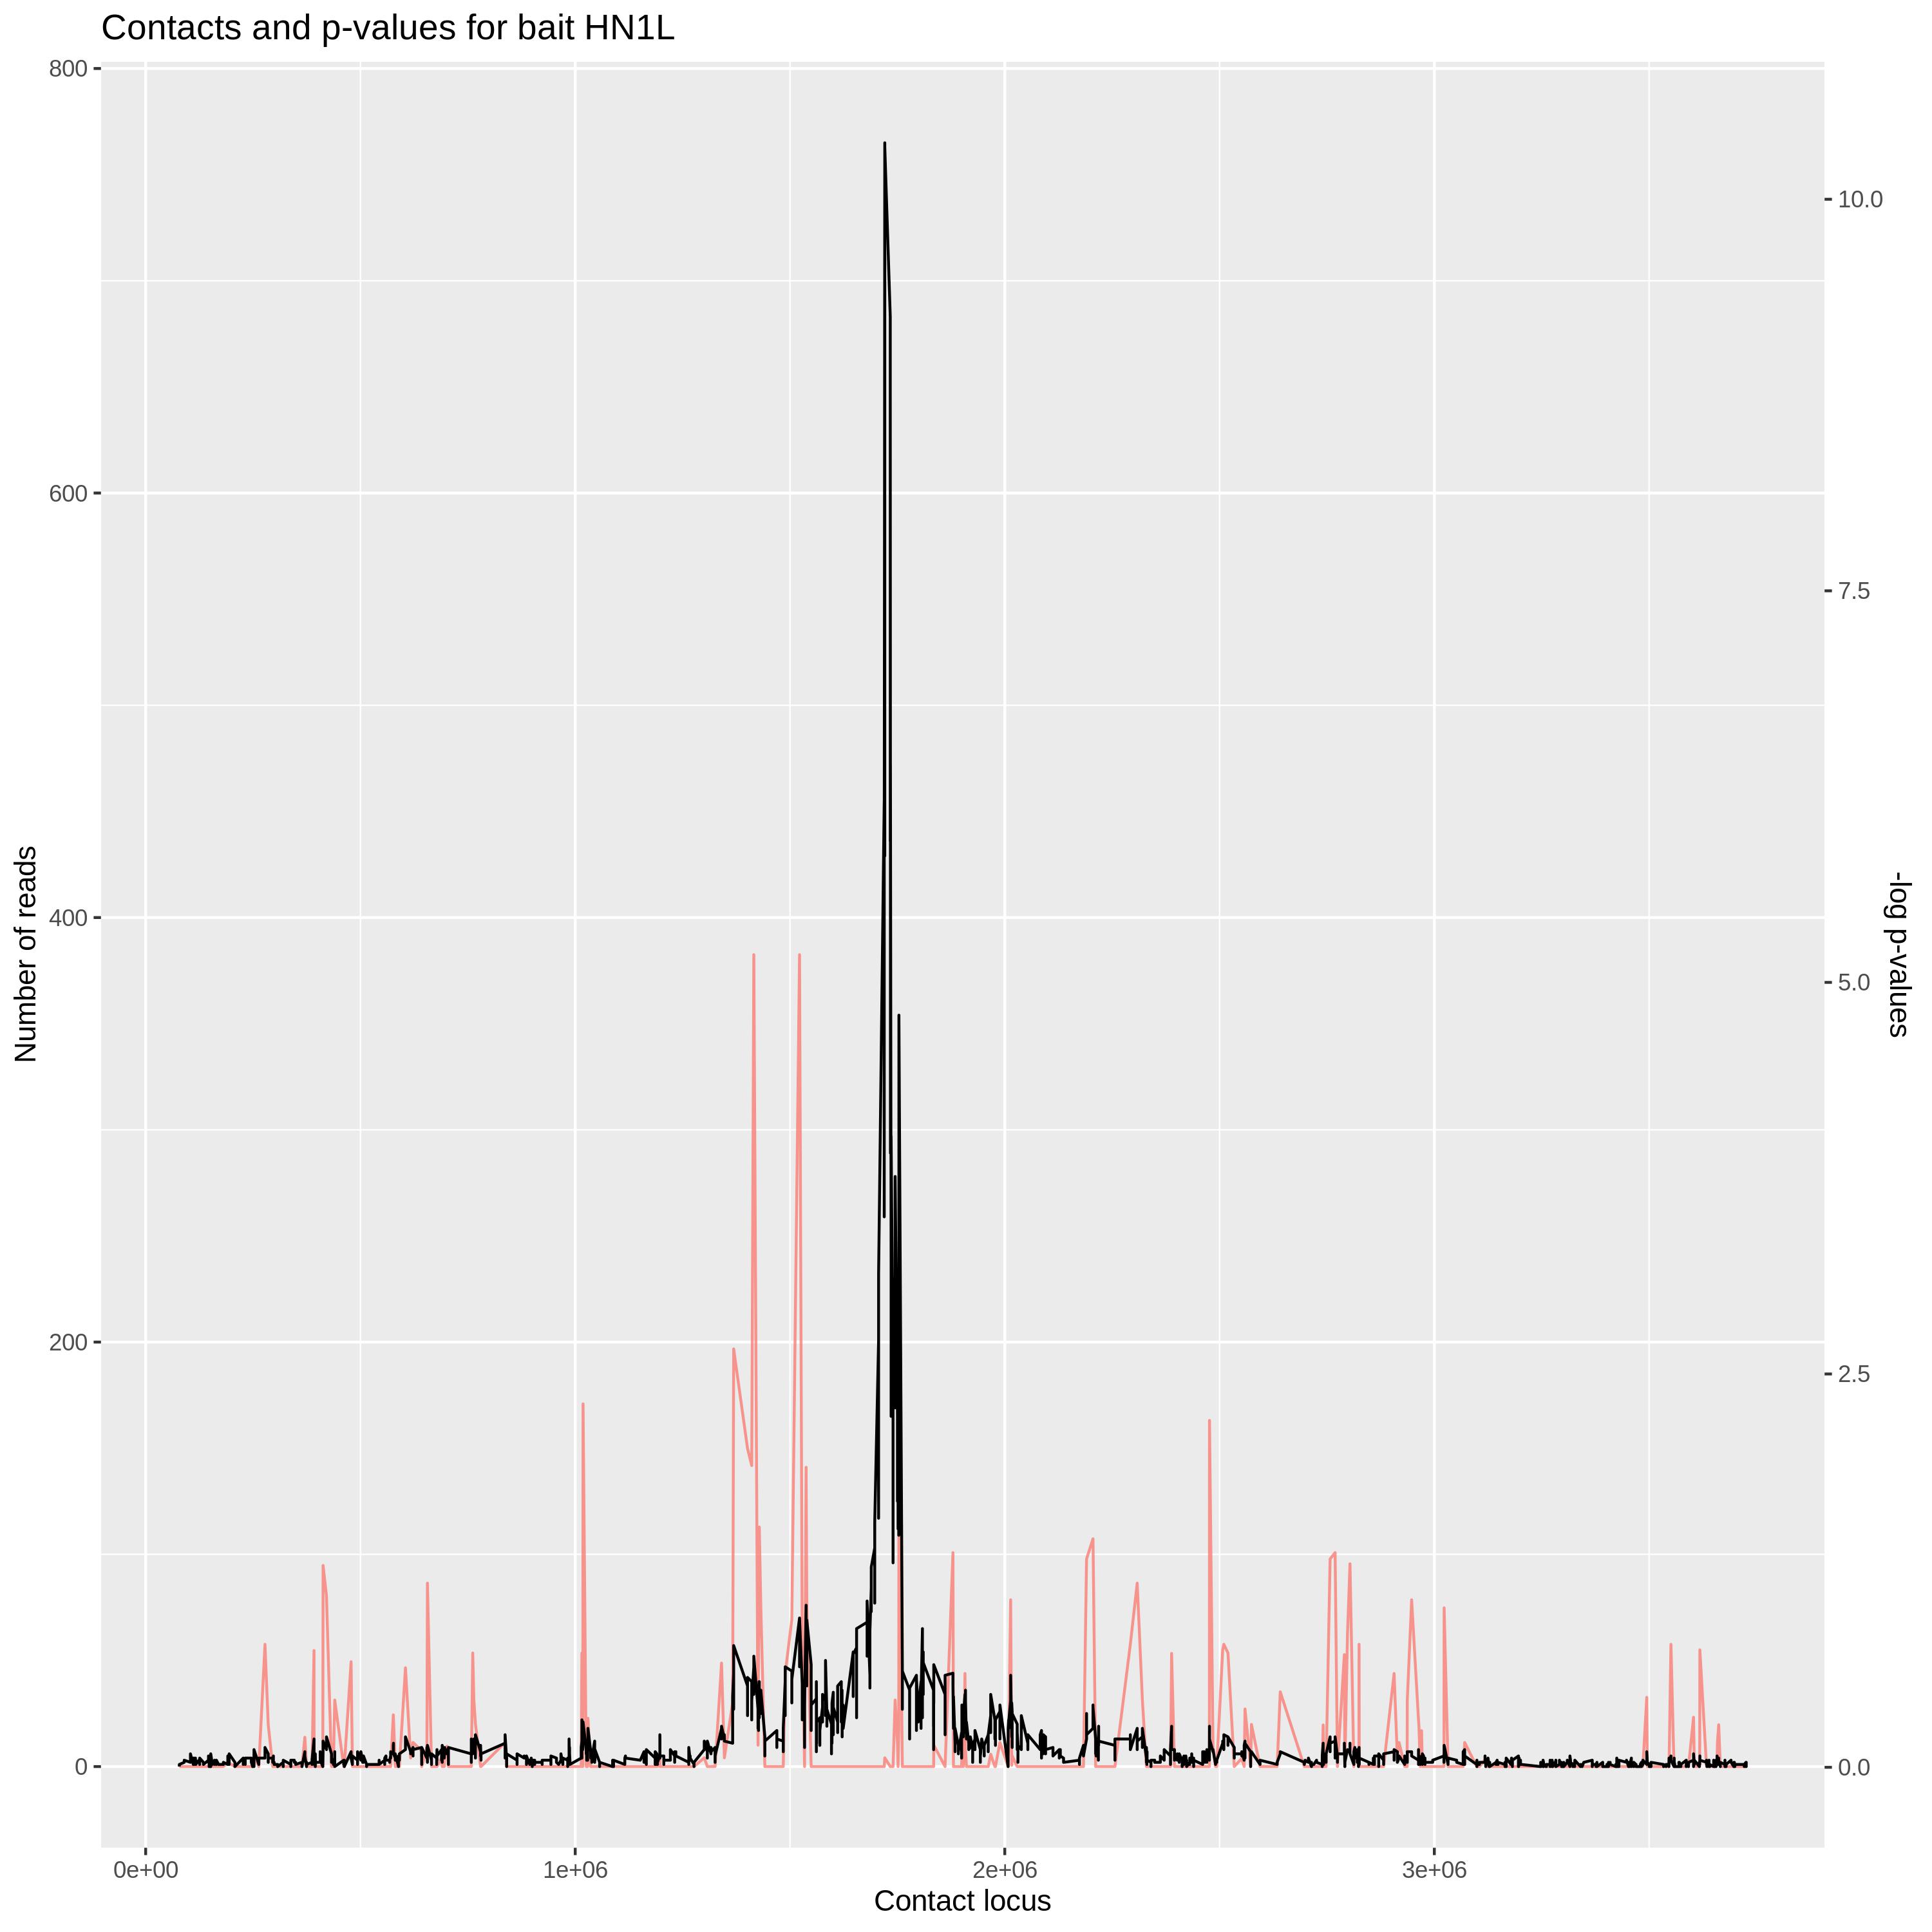 Contacts and p-values for bait HN1L
800
600
400
200
0
Number of reads
10.0
7.5
5.0
2.5
0.0
-log p-values
0e+00 1e+06 2e+06 3e+06
Contact locus